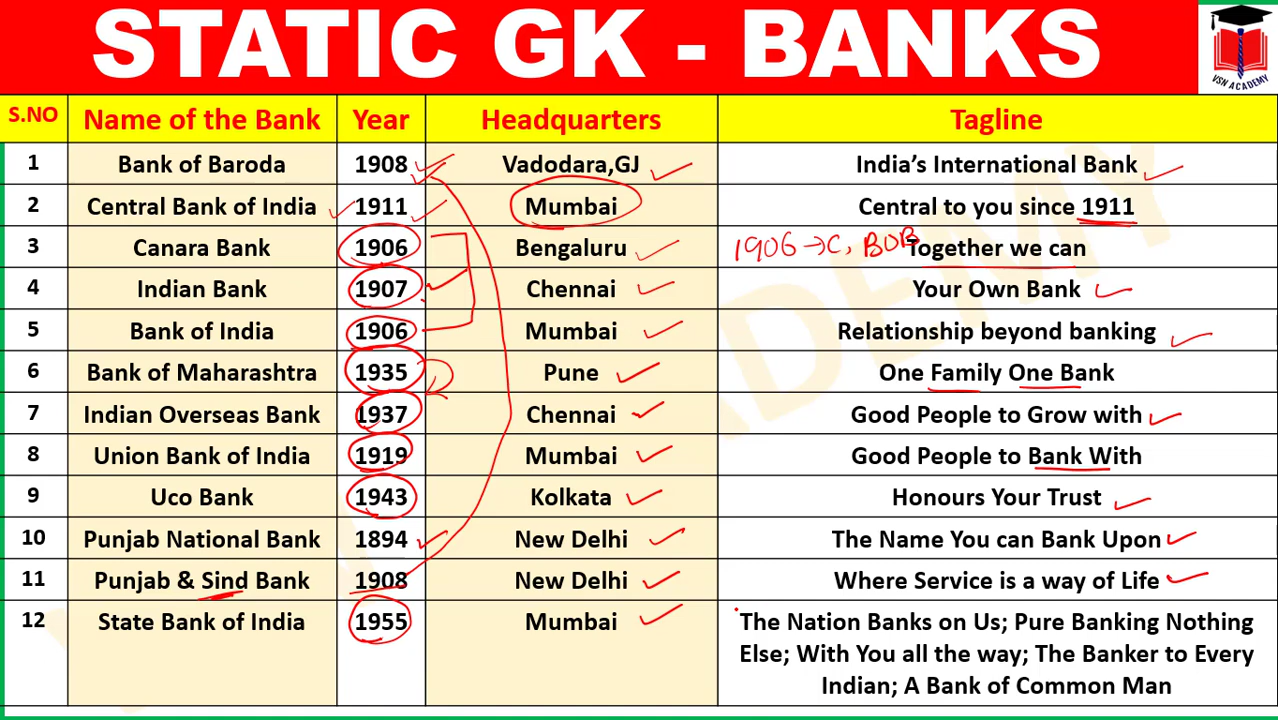 STATIC GK - BANKS
VSN ACADEMY
S.NO Name of the Bank Year Headquarters Tagline
1 Bank of Baroda 1908 Vadodara,GJ India's International Bank
2 Central Bank of India 1911 Mumbai Central to you since 1911
3 Canara Bank 1906 Bengaluru 1906 → C, BOB Together we can
4 Indian Bank 1907 Chennai Your Own Bank
5 Bank of India 1906 Mumbai Relationship beyond banking
6 Bank of Maharashtra 1935 Pune One Family One Bank
7 Indian Overseas Bank 1937 Chennai Good People to Grow with
8 Union Bank of India 1919 Mumbai Good People to Bank With
9 Uco Bank 1943 Kolkata Honours Your Trust
10 Punjab National Bank 1894 New Delhi The Name You can Bank Upon
11 Punjab & Sind Bank 1908 New Delhi Where Service is a way of Life
12 State Bank of India 1955 Mumbai The Nation Banks on Us; Pure Banking Nothing
Else; With You all the way; The Banker to Every
Indian; A Bank of Common Man